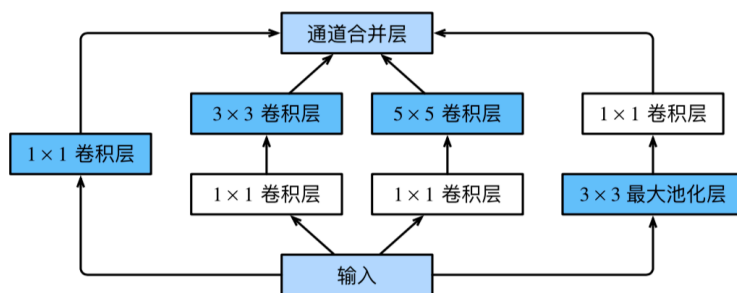 通道合并层
3 × 3 卷积层
5 × 5 卷积层
1 × 1 卷积层
1 × 1 卷积层
1 × 1 卷积层
1 × 1 卷积层
3 × 3 最大池化层
输入